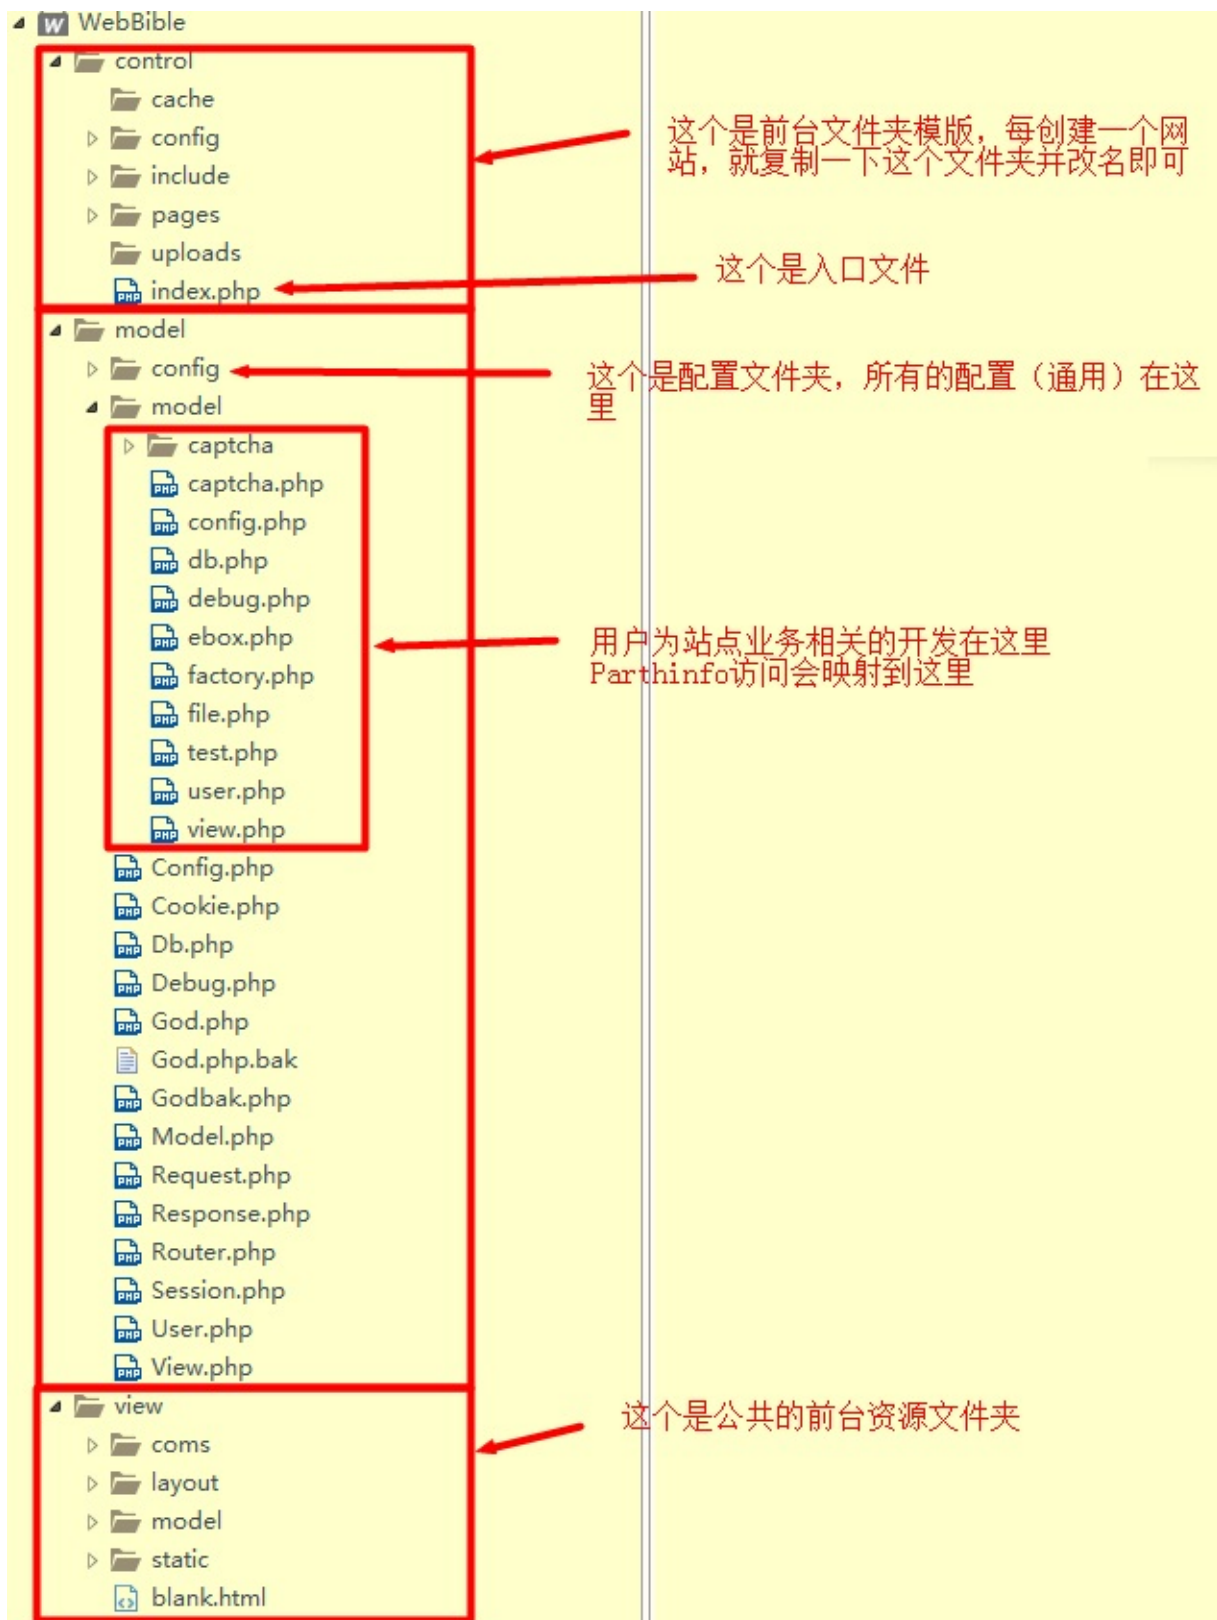 WebBible
control
cache
config
include
pages
uploads
index.php
这个是前台文件夹模版，每创建一个网
站，就复制一下这个文件夹并改名即可
这个是入口文件
model
config
这个是配置文件夹，所有的配置（通用）在这
里
model
captcha
captcha.php
config.php
db.php
debug.php
ebox.php
factory.php
file.php
test.php
user.php
view.php
用户为站点业务相关的开发在这里
Parthinfo访问会映射到这里
Config.php
Cookie.php
Db.php
Debug.php
God.php
God.php.bak
Godbak.php
Model.php
Request.php
Response.php
Router.php
Session.php
User.php
View.php
view
这个是公共的前台资源文件夹
coms
layout
model
static
blank.html